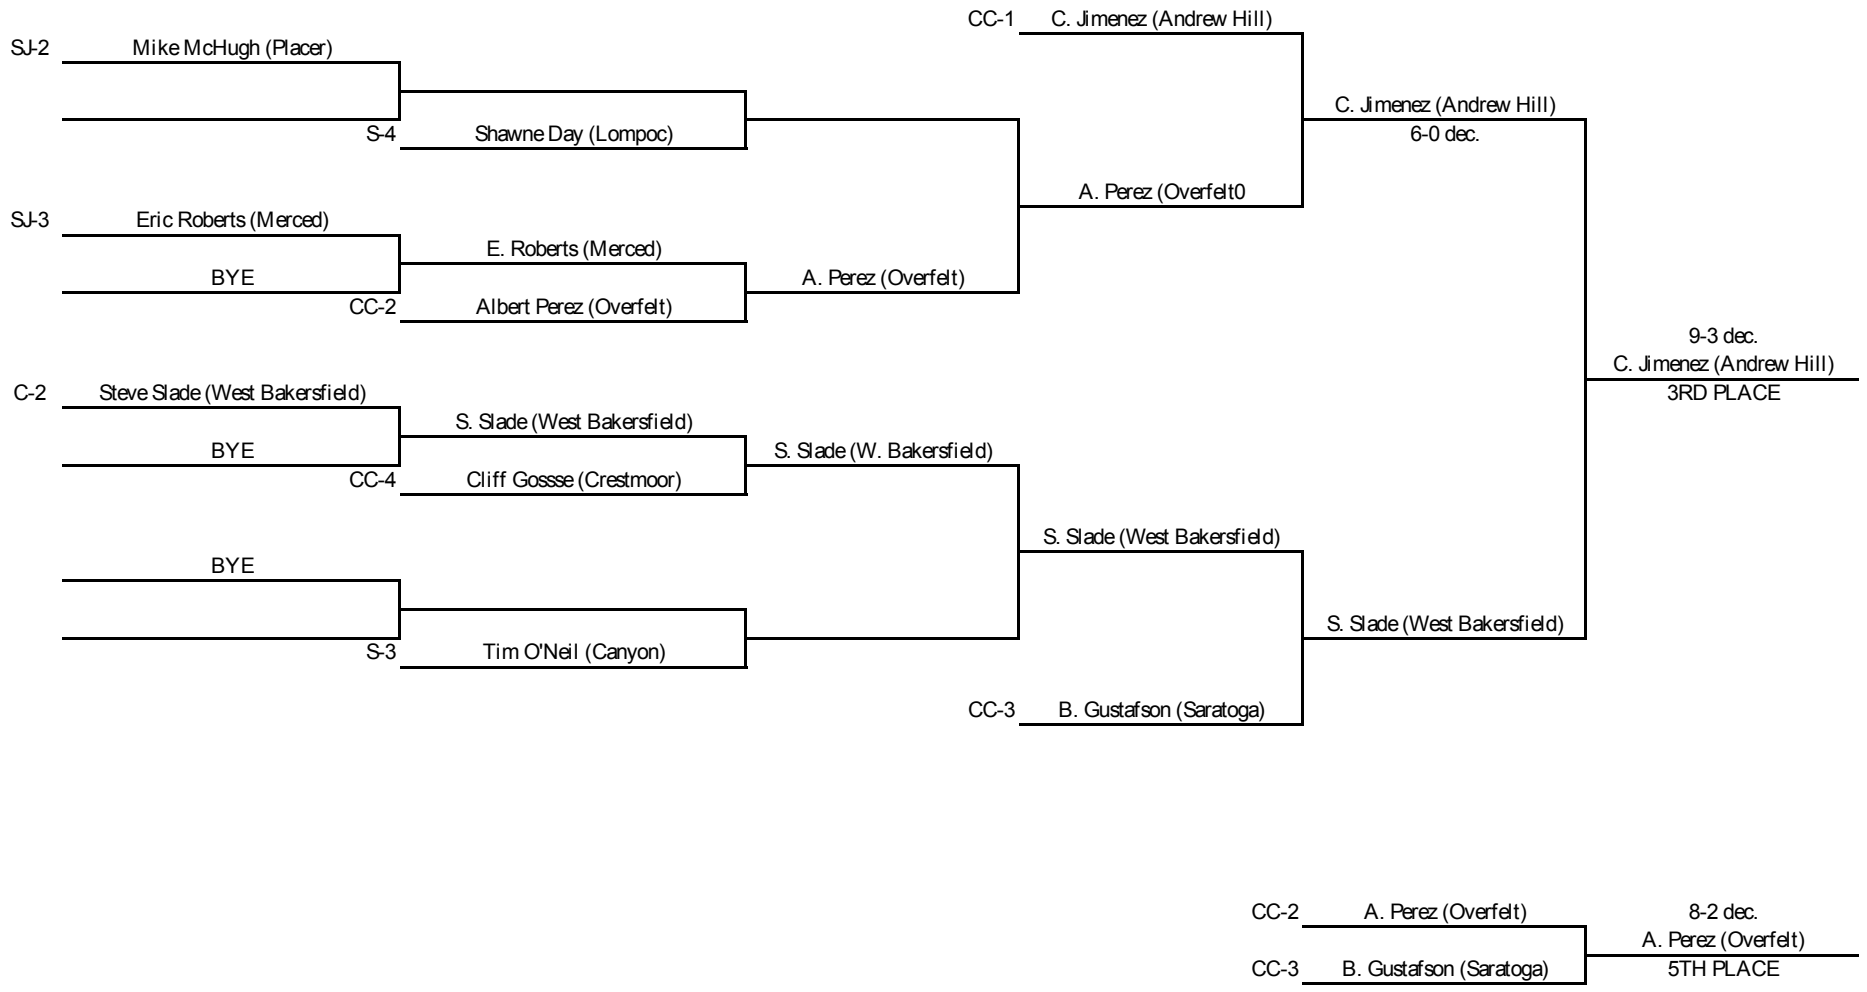 CC-1 C. Jimenez (Andrew Hill)
SJ-2 Mike McHugh (Placer)
C. Jimenez (Andrew Hill)
S-4 Shawne Day (Lompoc)
6-0 dec.
A. Perez (Overfelt0
SJ-3 Eric Roberts (Merced)
E. Roberts (Merced)
BYE
A. Perez (Overfelt)
CC-2 Albert Perez (Overfelt)
9-3 dec.
C. Jimenez (Andrew Hill)
3RD PLACE
C-2 Steve Slade (West Bakersfield)
S. Slade (West Bakersfield)
BYE
S. Slade (W. Bakersfield)
CC-4 Cliff Gossse (Crestmoor)
S. Slade (West Bakersfield)
BYE
S. Slade (West Bakersfield)
S-3 Tim O'Neil (Canyon)
CC-3 B. Gustafson (Saratoga)
CC-2 A. Perez (Overfelt)
8-2 dec.
A. Perez (Overfelt)
CC-3 B. Gustafson (Saratoga)
5TH PLACE